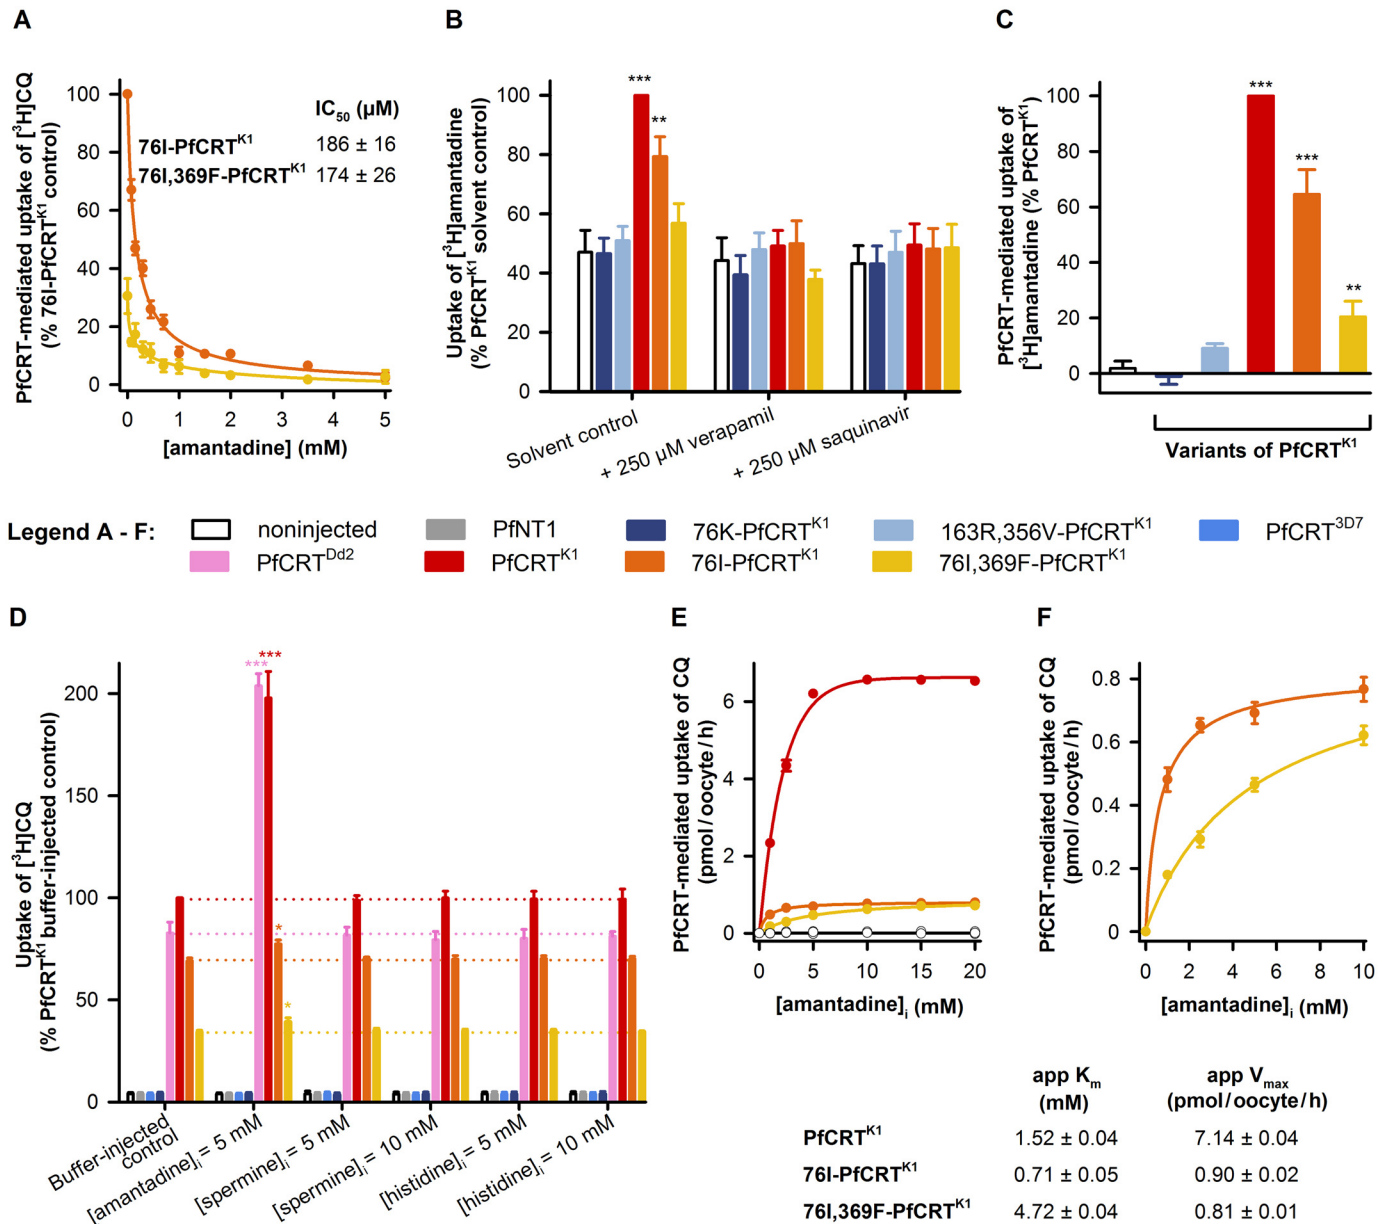 A
PfCRT-mediated uptake of [³H]CQ
(% 76I-PfCRTᴷ¹ control)
100
80
60
40
20
0
IC₅₀ (µM)
76I-PfCRTᴷ¹ 186 ± 16
76I,369F-PfCRTᴷ¹ 174 ± 26
0 1 2 3 4 5
[amantadine] (mM)
B
Uptake of [³H]amantadine
(% PfCRTᴷ¹ solvent control)
100
80
60
40
20
0
***
**
Solvent control
+ 250 µM verapamil
+ 250 µM saquinavir
C
PfCRT-mediated uptake of
[³H]amantadine (% PfCRTᴷ¹)
100
80
60
40
20
0
***
***
**
Variants of PfCRTᴷ¹
Legend A - F:
noninjected PfNT1 76K-PfCRTᴷ¹ 163R,356V-PfCRTᴷ¹ PfCRT³ᴰ⁷
PfCRTᴰᵈ² PfCRTᴷ¹ 76I-PfCRTᴷ¹ 76I,369F-PfCRTᴷ¹
D
Uptake of [³H]CQ
(% PfCRTᴷ¹ buffer-injected control)
200
150
100
50
0
*** ***
*
*
Buffer-injected
control
[amantadine]ᵢ = 5 mM
[spermine]ᵢ = 5 mM
[spermine]ᵢ = 10 mM
[histidine]ᵢ = 5 mM
[histidine]ᵢ = 10 mM
E
PfCRT-mediated uptake of CQ
(pmol/oocyte/h)
6
4
2
0
0 5 10 15 20
[amantadine]ᵢ (mM)
F
PfCRT-mediated uptake of CQ
(pmol/oocyte/h)
0.8
0.6
0.4
0.2
0
0 2 4 6 8 10
[amantadine]ᵢ (mM)
app Kₘ app Vₘₐₓ
(mM) (pmol/oocyte/h)
PfCRTᴷ¹ 1.52 ± 0.04 7.14 ± 0.04
76I-PfCRTᴷ¹ 0.71 ± 0.05 0.90 ± 0.02
76I,369F-PfCRTᴷ¹ 4.72 ± 0.04 0.81 ± 0.01